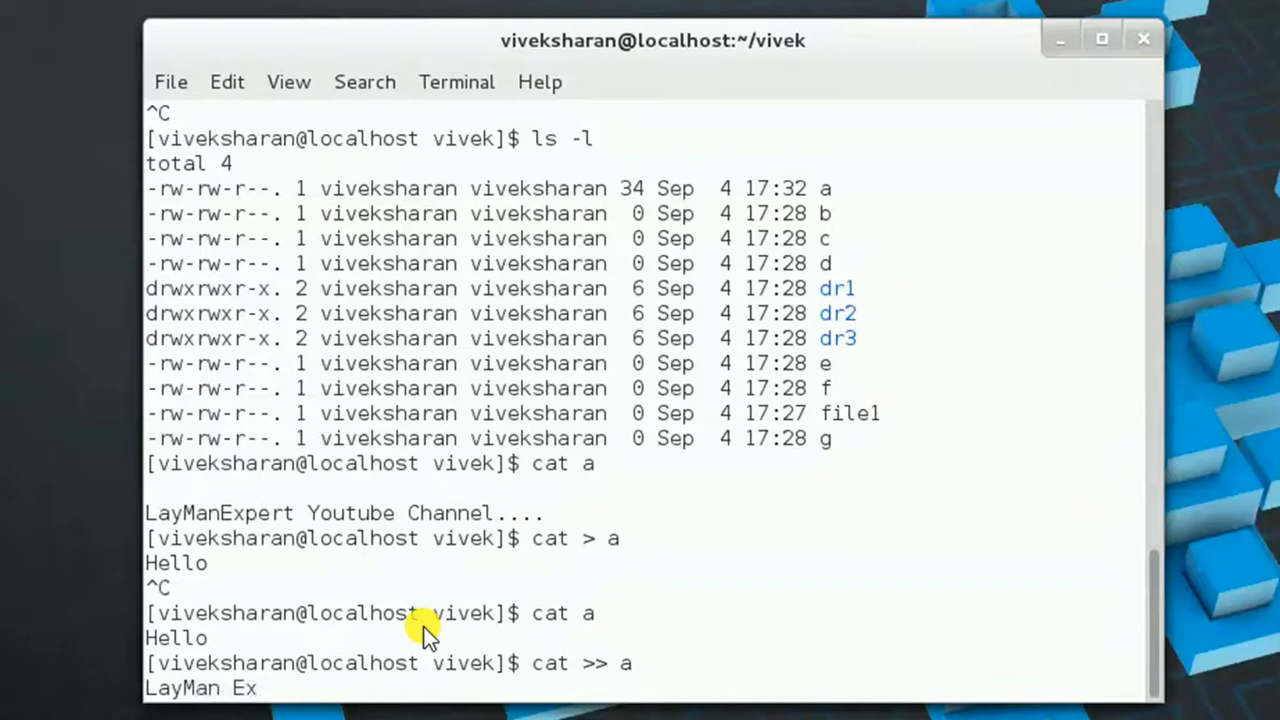 viveksharan@localhost:~/vivek
File Edit View Search Terminal Help
^C
[viveksharan@localhost vivek]$ ls -l
total 4
-rw-rw-r--. 1 viveksharan viveksharan 34 Sep  4 17:32 a
-rw-rw-r--. 1 viveksharan viveksharan  0 Sep  4 17:28 b
-rw-rw-r--. 1 viveksharan viveksharan  0 Sep  4 17:28 c
-rw-rw-r--. 1 viveksharan viveksharan  0 Sep  4 17:28 d
drwxrwxr-x. 2 viveksharan viveksharan  6 Sep  4 17:28 dr1
drwxrwxr-x. 2 viveksharan viveksharan  6 Sep  4 17:28 dr2
drwxrwxr-x. 2 viveksharan viveksharan  6 Sep  4 17:28 dr3
-rw-rw-r--. 1 viveksharan viveksharan  0 Sep  4 17:28 e
-rw-rw-r--. 1 viveksharan viveksharan  0 Sep  4 17:28 f
-rw-rw-r--. 1 viveksharan viveksharan  0 Sep  4 17:27 file1
-rw-rw-r--. 1 viveksharan viveksharan  0 Sep  4 17:28 g
[viveksharan@localhost vivek]$ cat a
LayManExpert Youtube Channel....
[viveksharan@localhost vivek]$ cat > a
Hello
^C
[viveksharan@localhost vivek]$ cat a
Hello
[viveksharan@localhost vivek]$ cat >> a
LayMan Ex